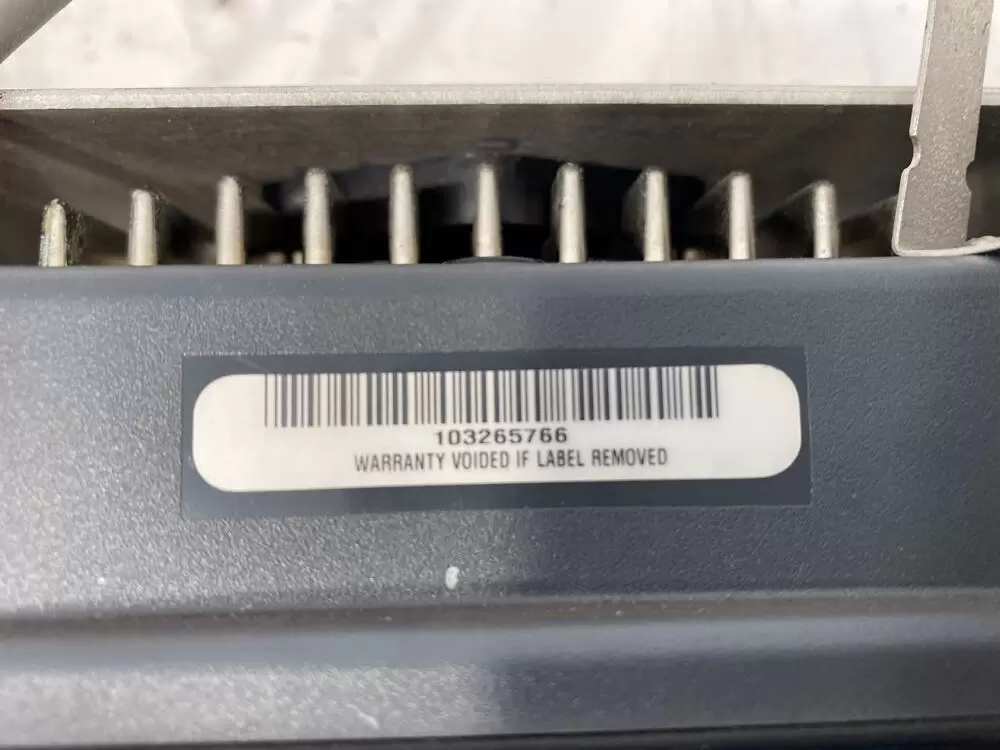 103265766
WARRANTY VOIDED IF LABEL REMOVED